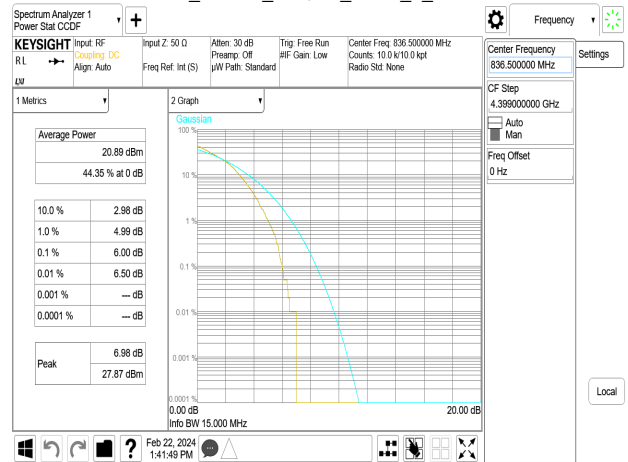 Spectrum Analyzer 1
Power Stat CCDF
Frequency
KEYSIGHT
RL
Input: RF
Coupling: DC
Align: Auto
Input Z: 50 Ω
Freq Ref: Int (S)
Atten: 30 dB
Preamp: Off
µW Path: Standard
Trig: Free Run
#IF Gain: Low
Center Freq: 836.500000 MHz
Counts: 10.0 k/10.0 kpt
Radio Std: None
Center Frequency
836.500000 MHz
Settings
CF Step
4.399000000 GHz
Auto
Man
Freq Offset
0 Hz
1 Metrics
Average Power
20.89 dBm
44.35 % at 0 dB
10.0 % 2.98 dB
1.0 % 4.99 dB
0.1 % 6.00 dB
0.01 % 6.50 dB
0.001 % --- dB
0.0001 % --- dB
Peak
6.98 dB
27.87 dBm
2 Graph
Gaussian
100 %
10 %
1 %
0.1 %
0.01 %
0.001 %
0.0001 %
0.00 dB 20.00 dB
Info BW 15.000 MHz
Local
Feb 22, 2024
1:41:49 PM